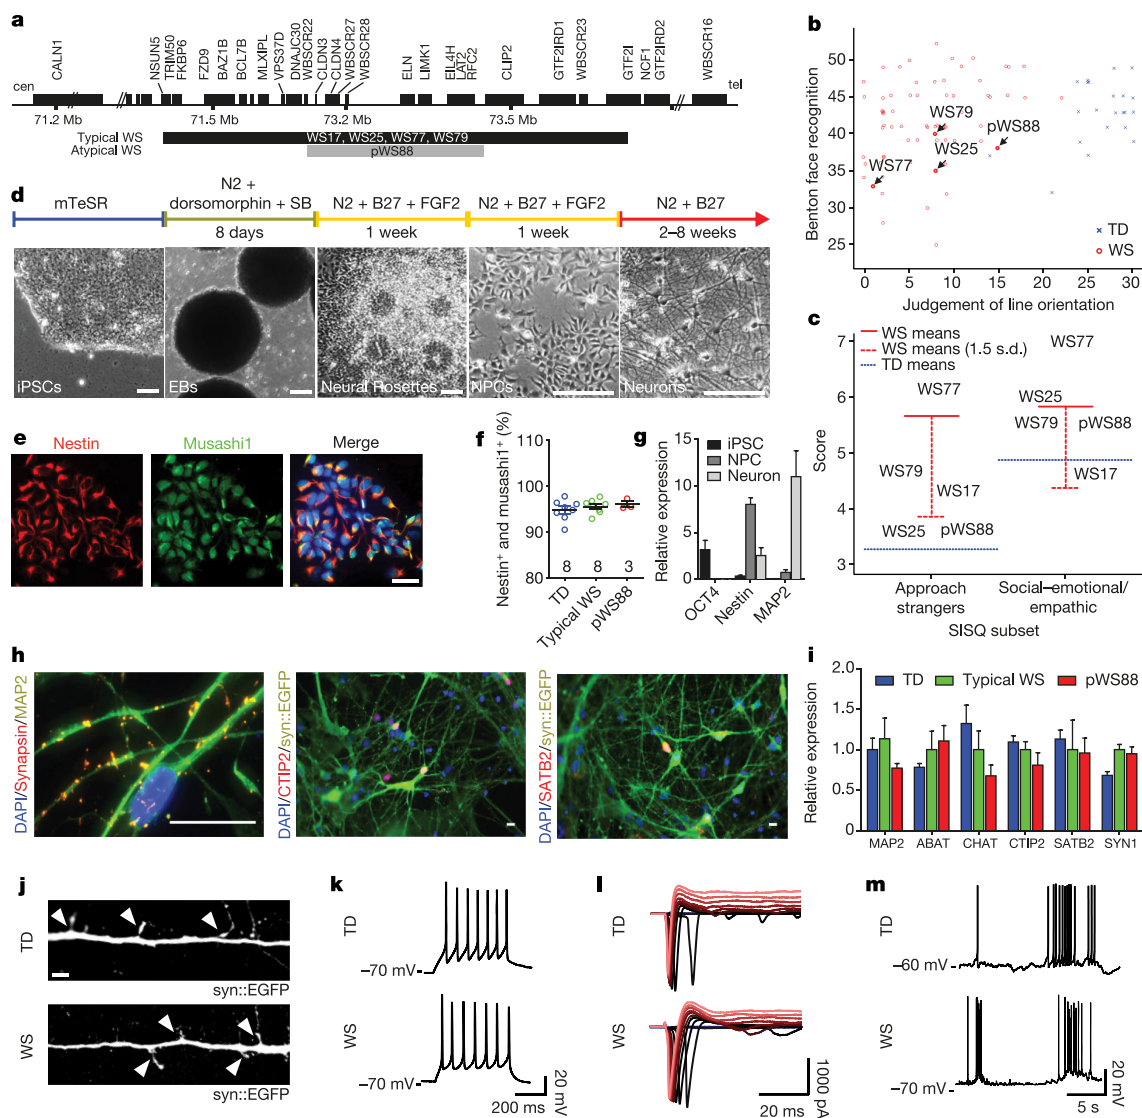 a
CALN1
NSUN5
TRIM50
FKBP6
FZD9
BAZ1B
BCL7B
MLXIPL
VPS37D
DNAJC30
WBSCR22
CLDN3
CLDN4
WBSCR27
WBSCR28
ELN
LIMK1
EIL4H
LAT2
RFC2
CLIP2
GTF2IRD1
WBSCR23
GTF2I
NCF1
GTF2IRD2
WBSCR16
cen
tel
71.2 Mb
71.5 Mb
73.2 Mb
73.5 Mb
Typical WS
WS17, WS25, WS77, WS79
Atypical WS
pWS88
b
Benton face recognition
50
45
40
35
30
25
WS79
pWS88
WS25
WS77
× TD
WS
0 5 10 15 20 25 30
Judgement of line orientation
c
WS means
WS means (1.5 s.d.)
TD means
Score
7
6
5
4
3
WS77
WS77
WS25
WS79
pWS88
WS79
WS17
WS17
WS25
pWS88
Approach strangers
Social–emotional/
empathic
SISQ subset
d
mTeSR
N2 +
dorsomorphin + SB
N2 + B27 + FGF2
N2 + B27 + FGF2
N2 + B27
8 days
1 week
1 week
2–8 weeks
iPSCs
EBs
Neural Rosettes
NPCs
Neurons
e
Nestin
Musashi1
Merge
f
Nestin⁺ and musashi1⁺ (%)
110
100
90
80
8
8
3
TD
Typical WS
pWS88
g
Relative expression
15
10
5
0
iPSC
NPC
Neuron
OCT4
Nestin
MAP2
h
DAPI/Synapsin/MAP2
DAPI/CTIP2/syn::EGFP
DAPI/SATB2/syn::EGFP
i
Relative expression
2.0
1.5
1.0
0.5
0
TD
Typical WS
pWS88
MAP2
ABAT
CHAT
CTIP2
SATB2
SYN1
j
TD
syn::EGFP
WS
syn::EGFP
k
TD
–70 mV
WS
–70 mV
20 mV
200 ms
l
TD
WS
1000 pA
20 ms
m
TD
–60 mV
WS
–70 mV
20 mV
5 s